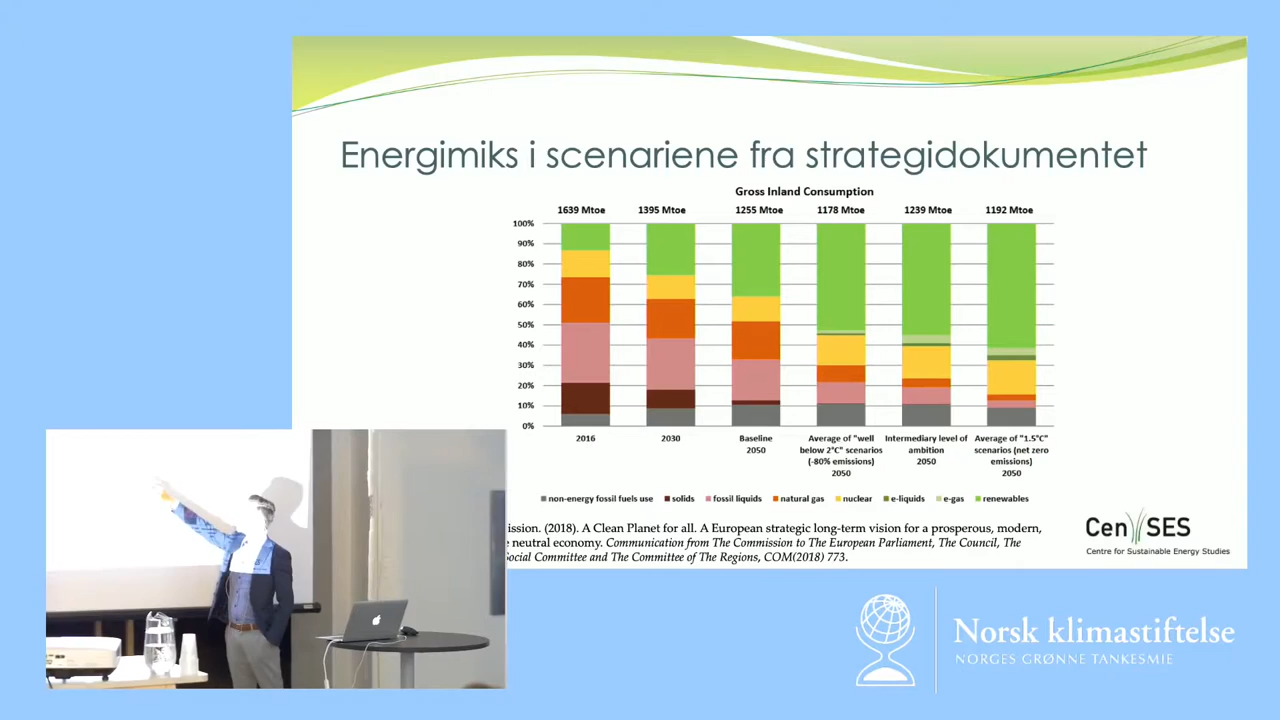 Energimiks i scenariene fra strategidokumentet
Gross Inland Consumption
1639 Mtoe 1395 Mtoe 1255 Mtoe 1178 Mtoe 1239 Mtoe 1192 Mtoe
100%
90%
80%
70%
60%
50%
40%
30%
20%
10%
0%
2016
2030
Baseline
2050
Average of "well
below 2°C" scenarios
(-80% emissions)
2050
Intermediary level of
ambition
2050
Average of "1.5°C"
scenarios (net zero
emissions)
2050
non-energy fossil fuels use solids fossil liquids natural gas nuclear e-liquids e-gas renewables
ission. (2018). A Clean Planet for all. A European strategic long-term vision for a prosperous, modern,
e neutral economy. Communication from The Commission to The European Parliament, The Council, The
Social Committee and The Committee of The Regions, COM(2018) 773.
CenSES
Centre for Sustainable Energy Studies
Norsk klimastiftelse
NORGES GRØNNE TANKESMIE